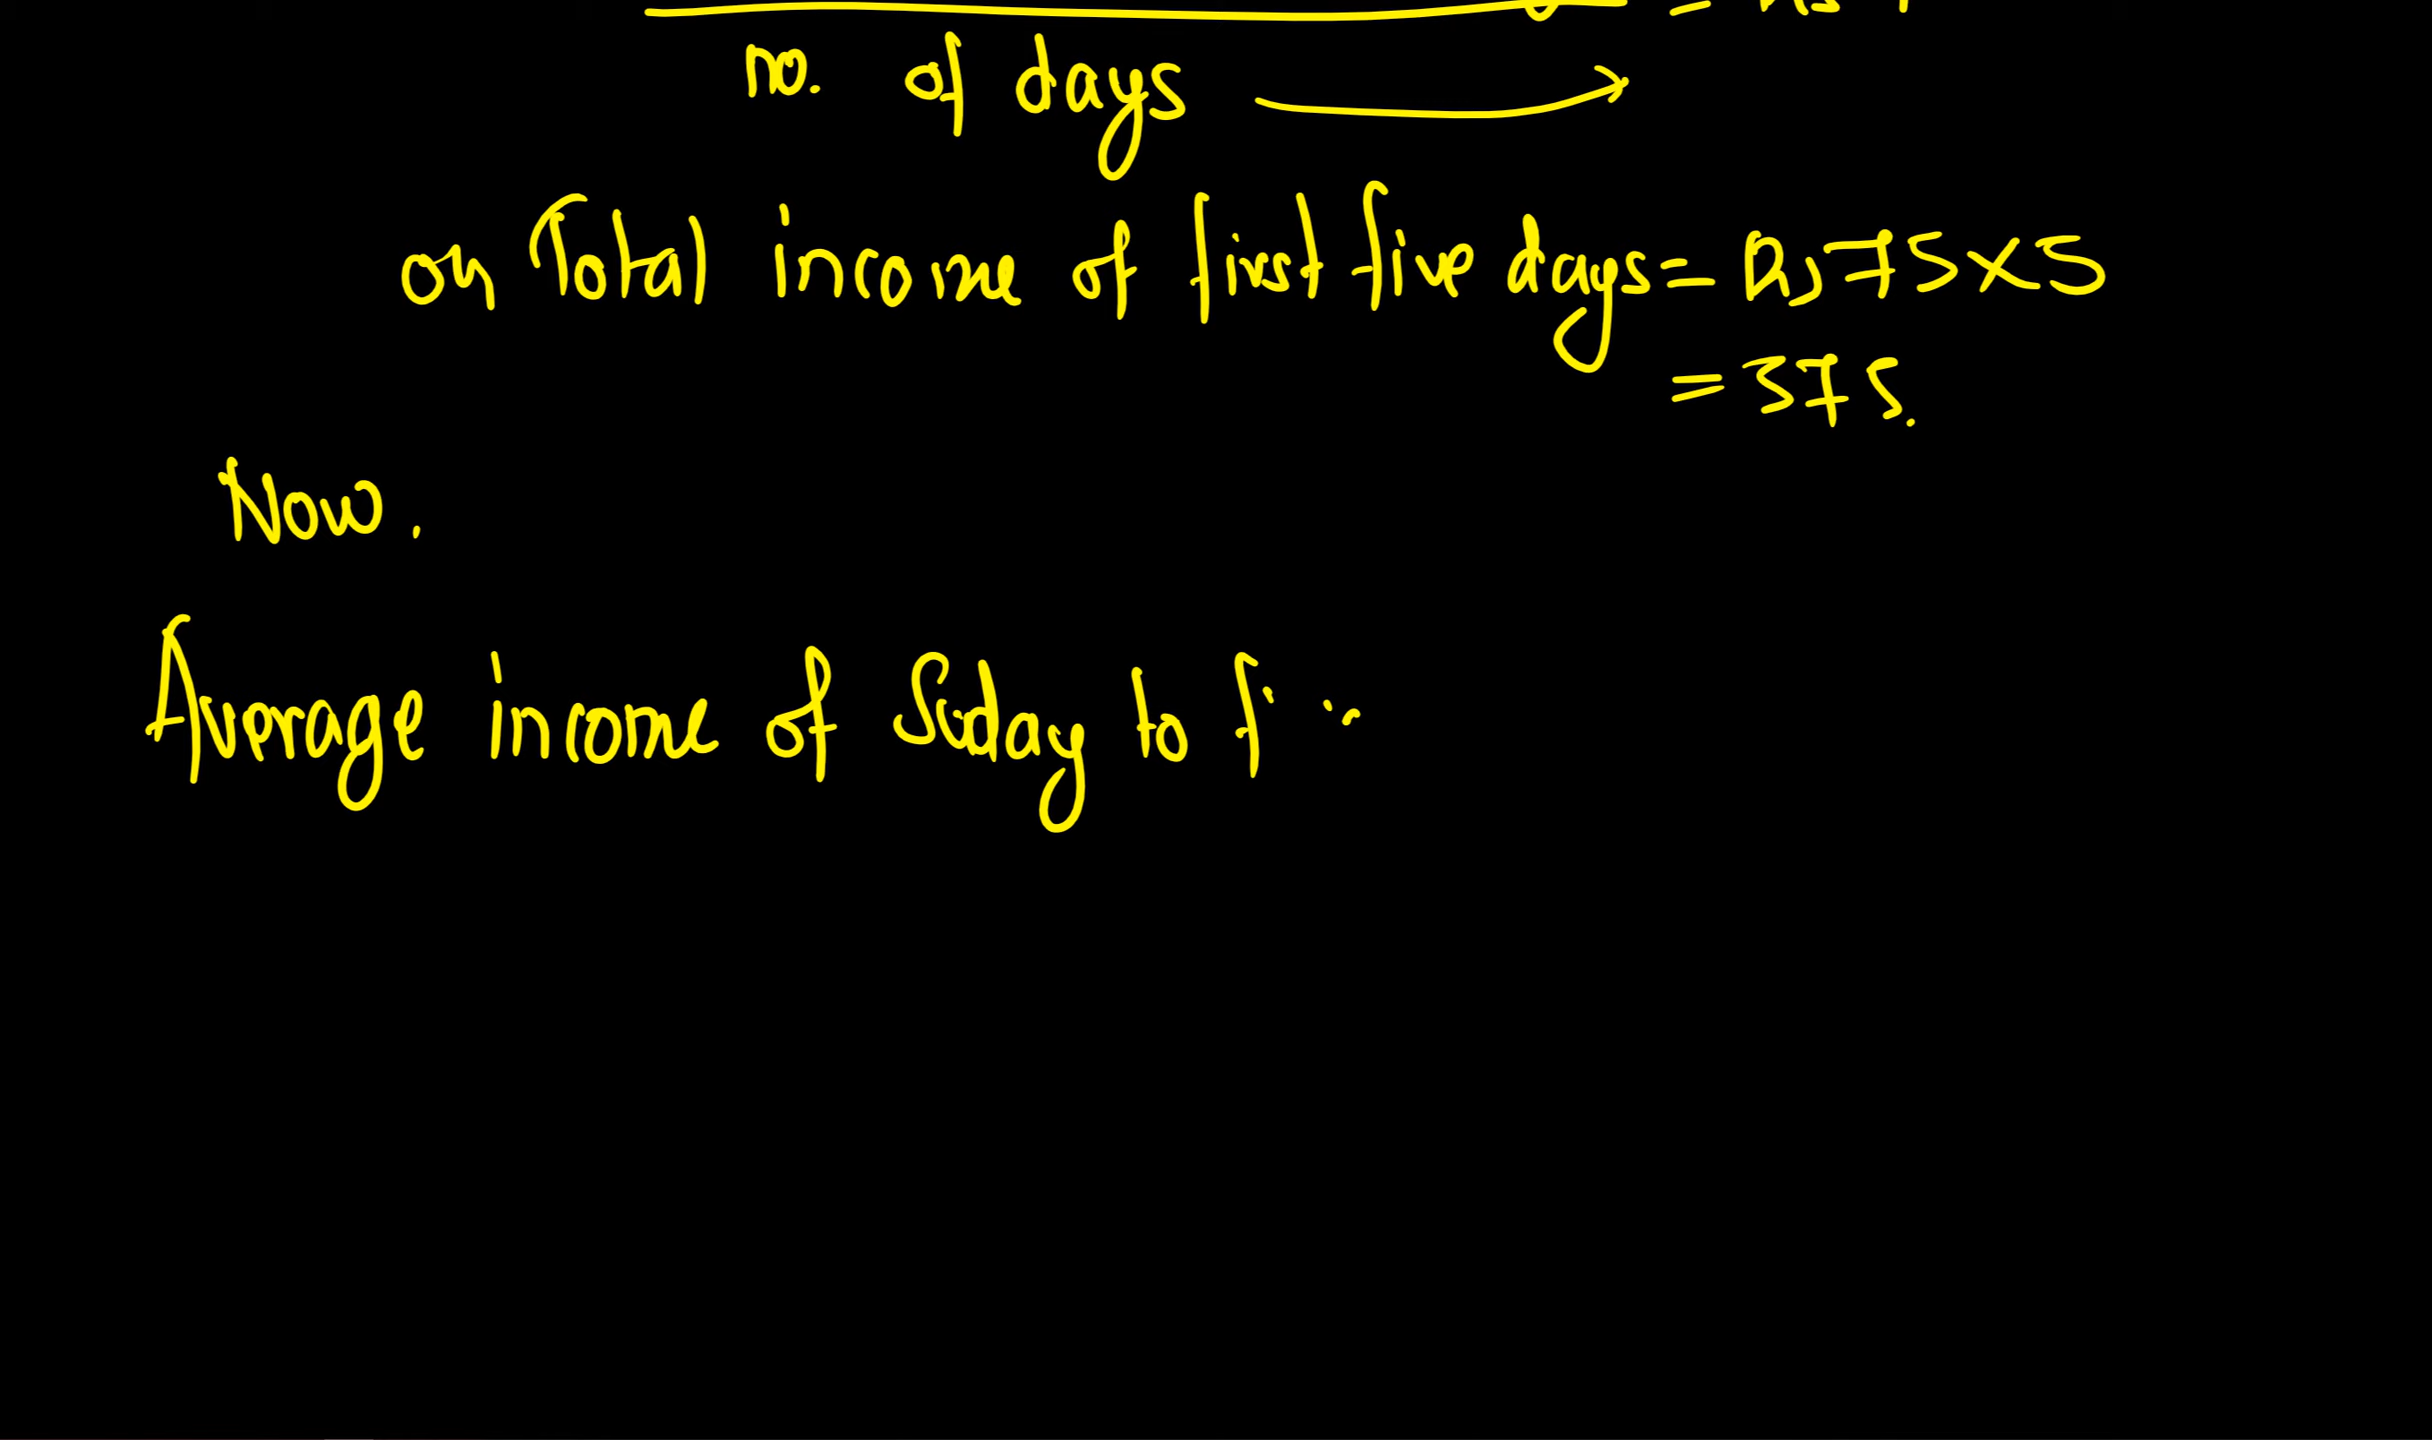 no. of days
or, Total income of first five days = Rs 75 × 5
= 375.
Now,
Average income of Suday to